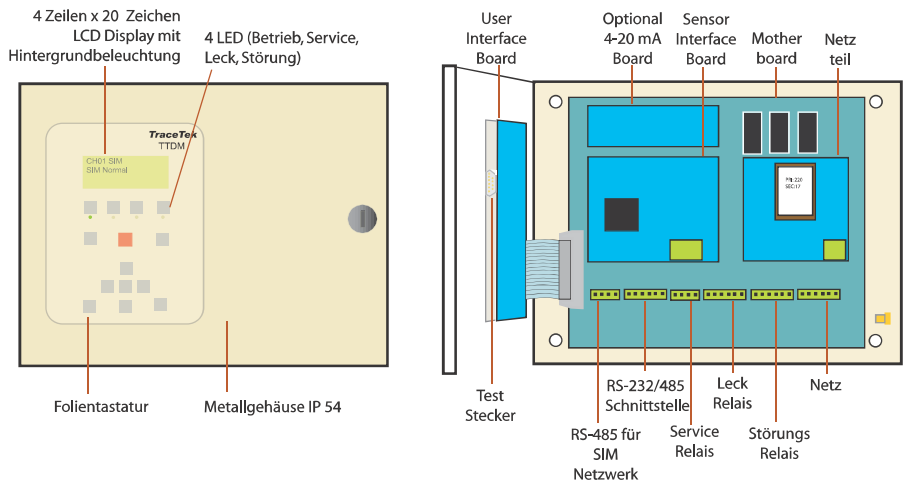 4 Zeilen x 20 Zeichen
LCD Display mit
Hintergrundbeleuchtung
4 LED (Betrieb, Service,
Leck, Störung)
TraceTek
TTDM
CH01 SIM
SIM Normal
Folientastatur
Metallgehäuse IP 54
User
Interface
Board
Optional
4-20 mA
Board
Sensor
Interface
Board
Mother
board
Netz
teil
Test
Stecker
RS-485 für
SIM
Netzwerk
RS-232/485
Schnittstelle
Service
Relais
Leck
Relais
Störungs
Relais
Netz